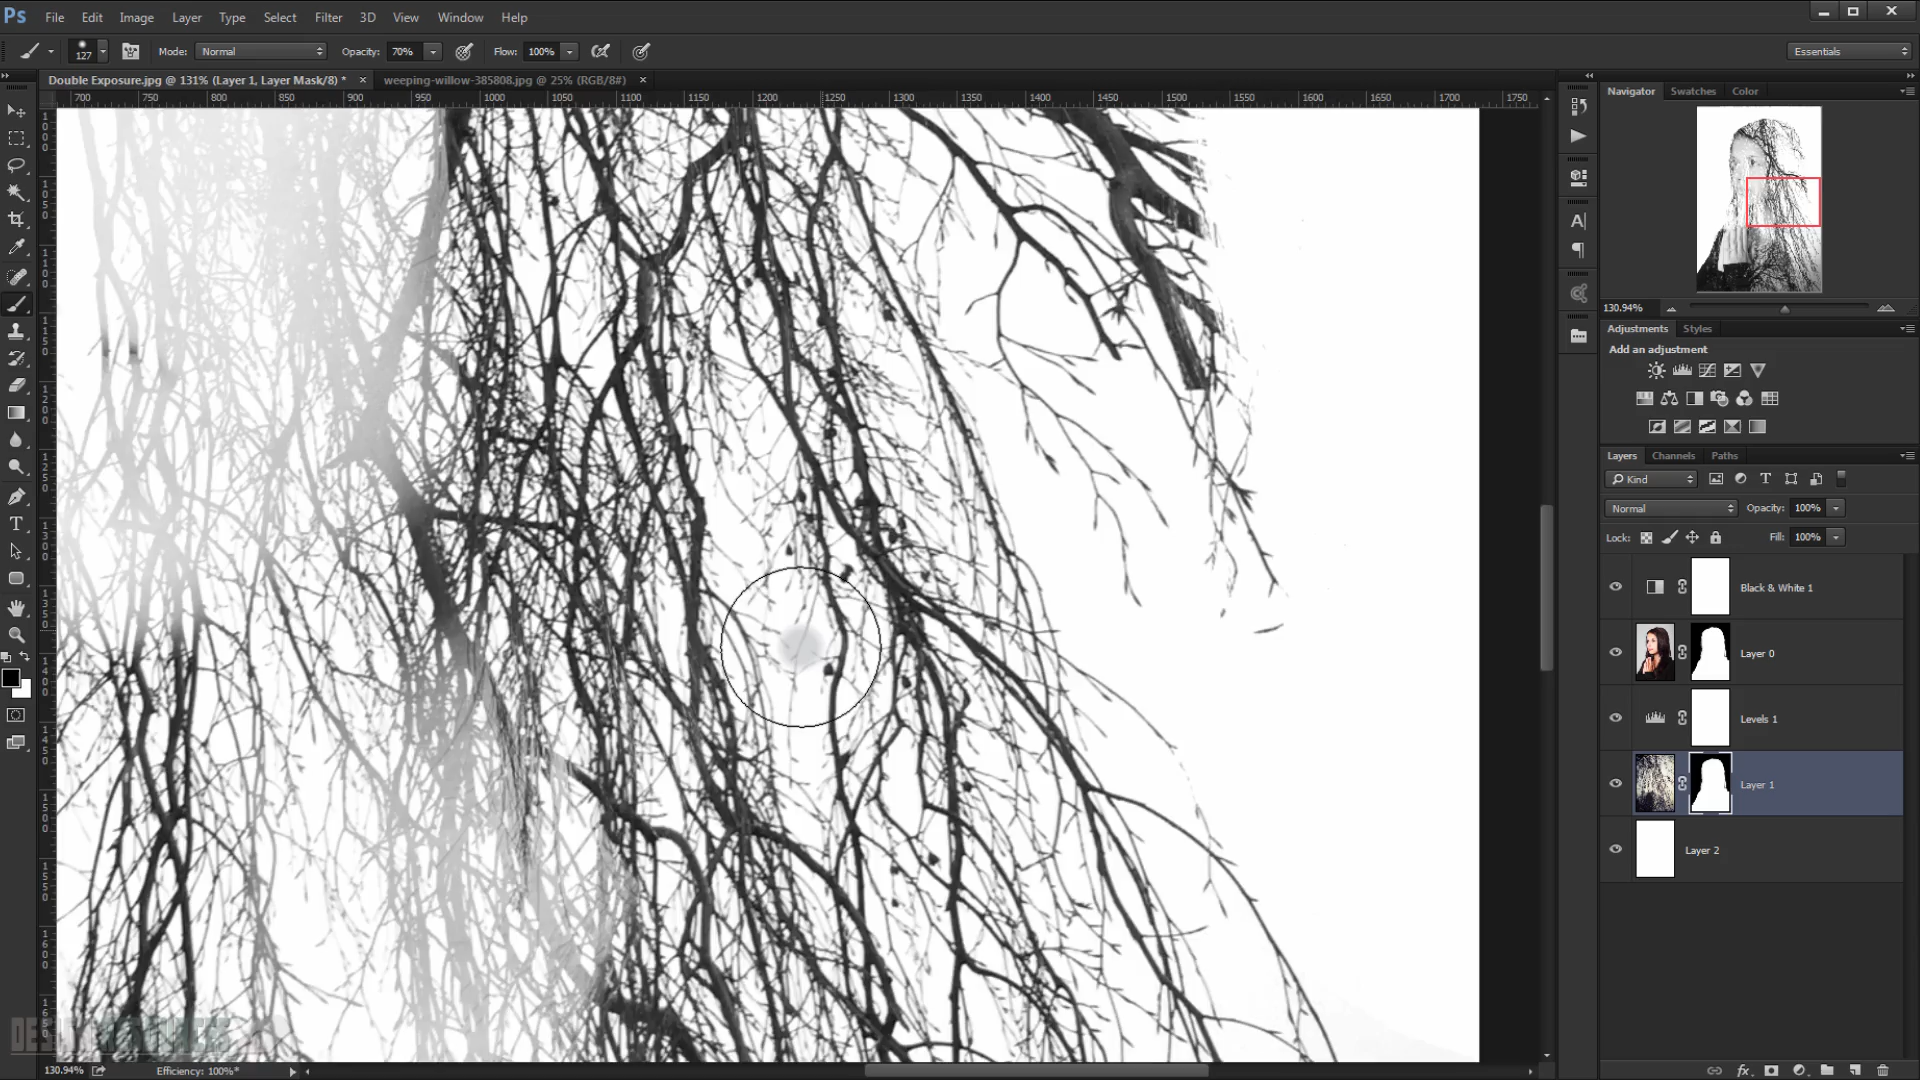 Ps File Edit Image Layer Type Select Filter 3D View Window Help
127 Mode: Normal Opacity: 70% Flow: 100% Essentials
Double Exposure.jpg @ 131% (Layer 1, Layer Mask/8) * × weeping-willow-385808.jpg @ 25% (RGB/8#) ×
700 750 800 850 900 950 1000 1050 1100 1150 1200 1250 1300 1350 1400 1450 1500 1550 1600 1650 1700 1750
Navigator Swatches Color
130.94%
Adjustments Styles
Add an adjustment
Layers Channels Paths
Kind
Normal Opacity: 100%
Lock: Fill: 100%
Black & White 1
Layer 0
Levels 1
Layer 1
Layer 2
130.94% Efficiency: 100%*